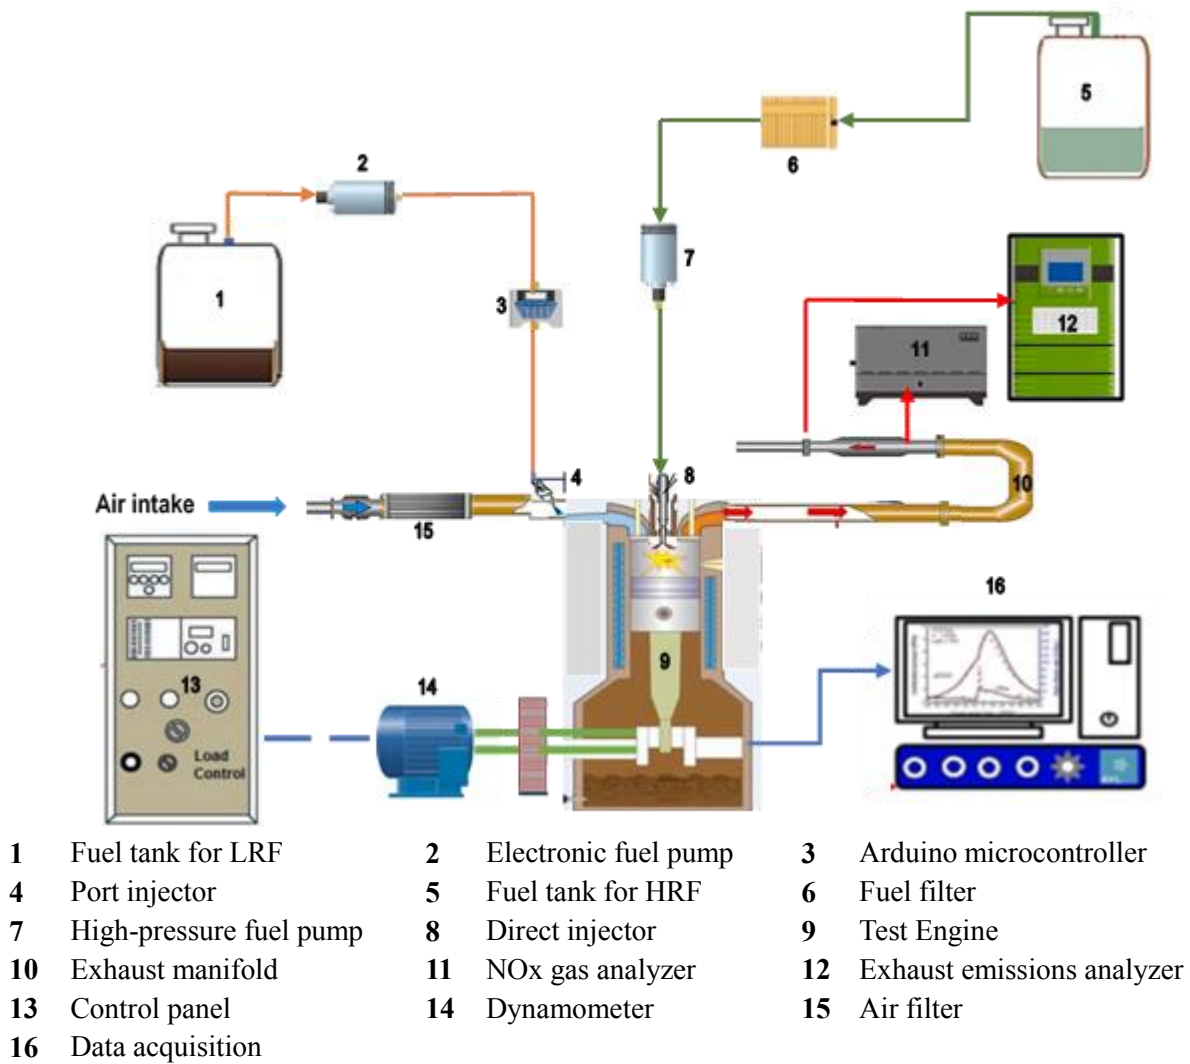 5
6
2
7
1
3
12
11
4
8
10
Air intake
15
16
9
13
14
Load
Control
1 Fuel tank for LRF 2 Electronic fuel pump 3 Arduino microcontroller
4 Port injector 5 Fuel tank for HRF 6 Fuel filter
7 High-pressure fuel pump 8 Direct injector 9 Test Engine
10 Exhaust manifold 11 NOx gas analyzer 12 Exhaust emissions analyzer
13 Control panel 14 Dynamometer 15 Air filter
16 Data acquisition